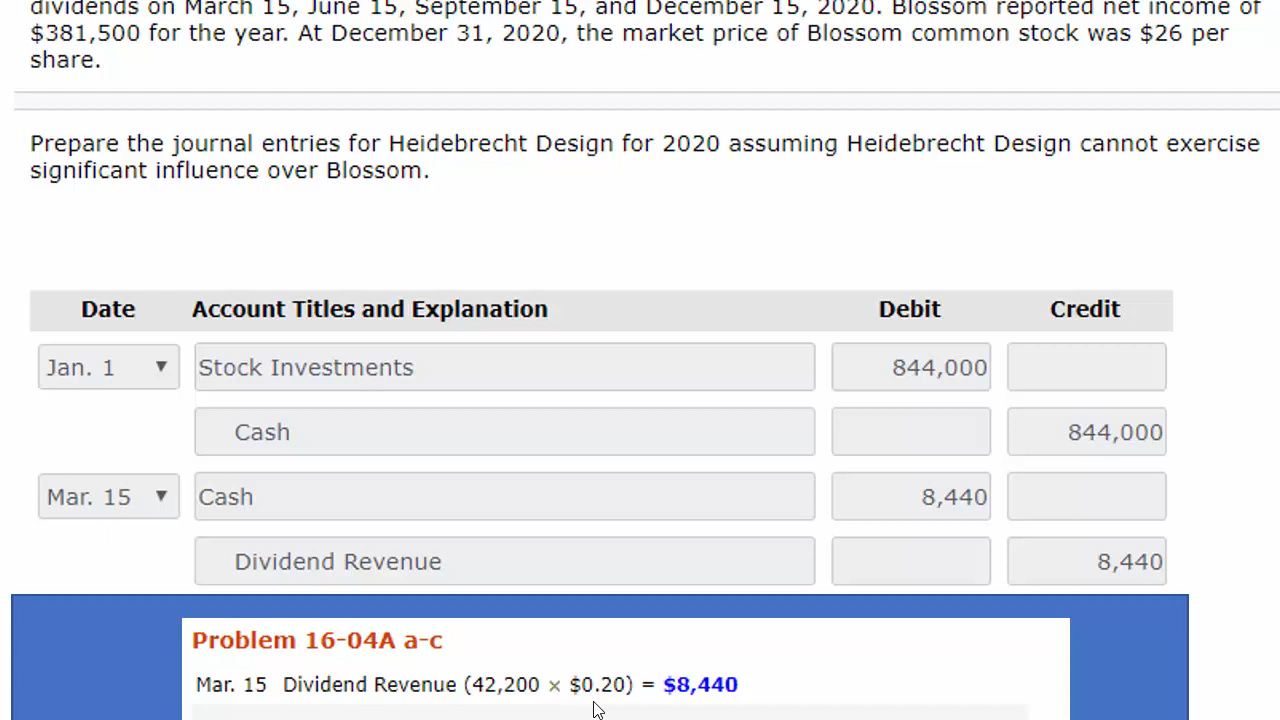 dividends on March 15, June 15, September 15, and December 15, 2020. Blossom reported net income of
$381,500 for the year. At December 31, 2020, the market price of Blossom common stock was $26 per
share.
Prepare the journal entries for Heidebrecht Design for 2020 assuming Heidebrecht Design cannot exercise
significant influence over Blossom.
Date Account Titles and Explanation Debit Credit
Jan. 1 ▼ Stock Investments 844,000
Cash 844,000
Mar. 15 ▼ Cash 8,440
Dividend Revenue 8,440
Problem 16-04A a-c
Mar. 15 Dividend Revenue (42,200 × $0.20) = $8,440